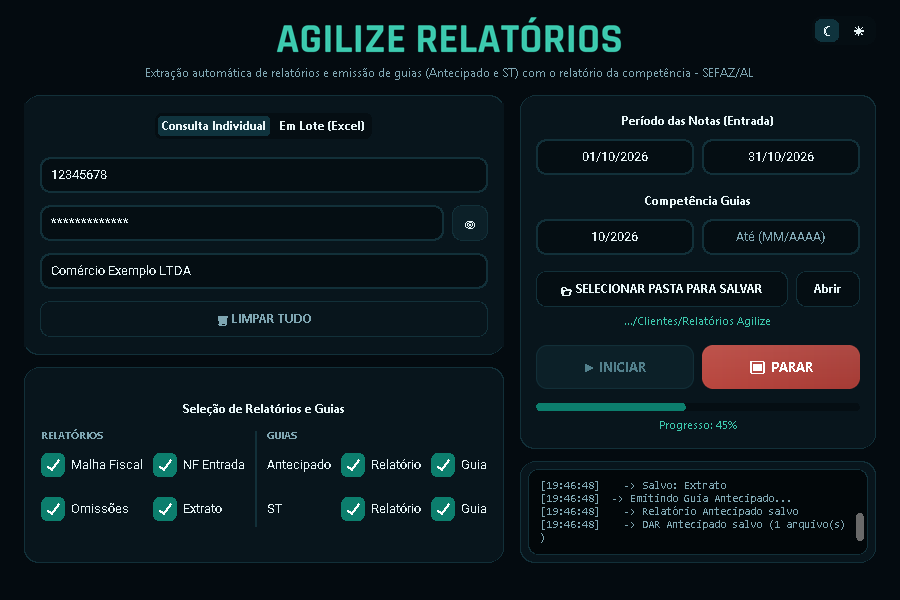 AGILIZE RELATÓRIOS
Extração automática de relatórios e emissão de guias (Antecipado e ST) com o relatório da competência - SEFAZ/AL
Consulta Individual Em Lote (Excel)
12345678
*************
Comércio Exemplo LTDA
LIMPAR TUDO
Seleção de Relatórios e Guias
RELATÓRIOS GUIAS
Malha Fiscal NF Entrada Antecipado Relatório Guia
Omissões Extrato ST Relatório Guia
Período das Notas (Entrada)
01/10/2026 31/10/2026
Competência Guias
10/2026 Até (MM/AAAA)
SELECIONAR PASTA PARA SALVAR Abrir
.../Clientes/Relatórios Agilize
▶ INICIAR PARAR
Progresso: 45%
[19:46:48] -> Salvo: Extrato
[19:46:48] -> Emitindo Guia Antecipado...
[19:46:48] -> Relatório Antecipado salvo
[19:46:48] -> DAR Antecipado salvo (1 arquivo(s)
)